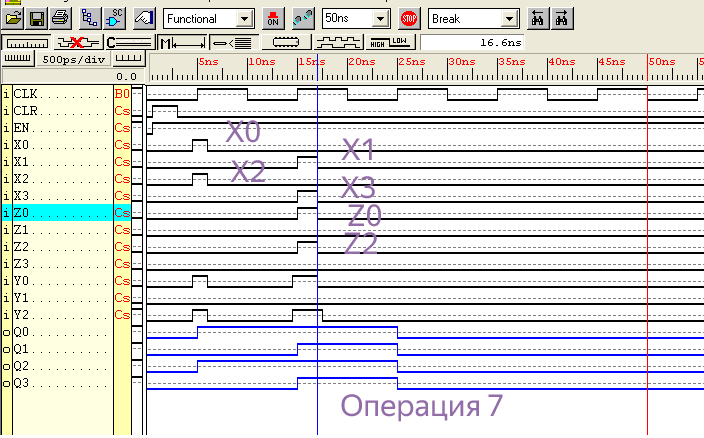 Functional ON 50ns STOP Break
C= M HIGH LOW 16.6ns
500ps/div 5ns 10ns 15ns 20ns 25ns 30ns 35ns 40ns 45ns 50ns
0.0
i CLK..... B0
i CLR..... Cs
i EN...... Cs
i X0...... Cs X0
i X1...... Cs X1
i X2...... Cs X2
i X3...... Cs X3
i Z0...... Cs Z0
i Z1...... Cs
i Z2...... Cs Z2
i Z3...... Cs
i Y0...... Cs
i Y1...... Cs
i Y2...... Cs
o Q0......
o Q1......
o Q2......
o Q3......
Операция 7